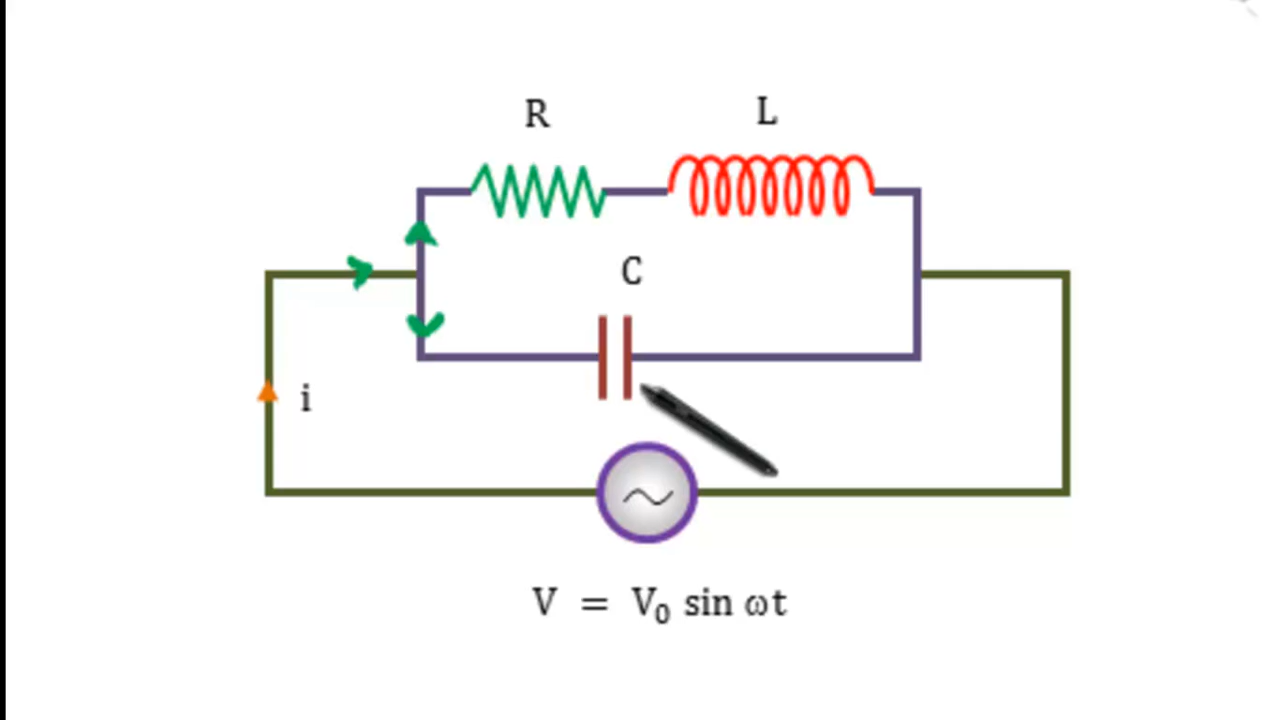 R L
C
i
V = V₀ sin ωt